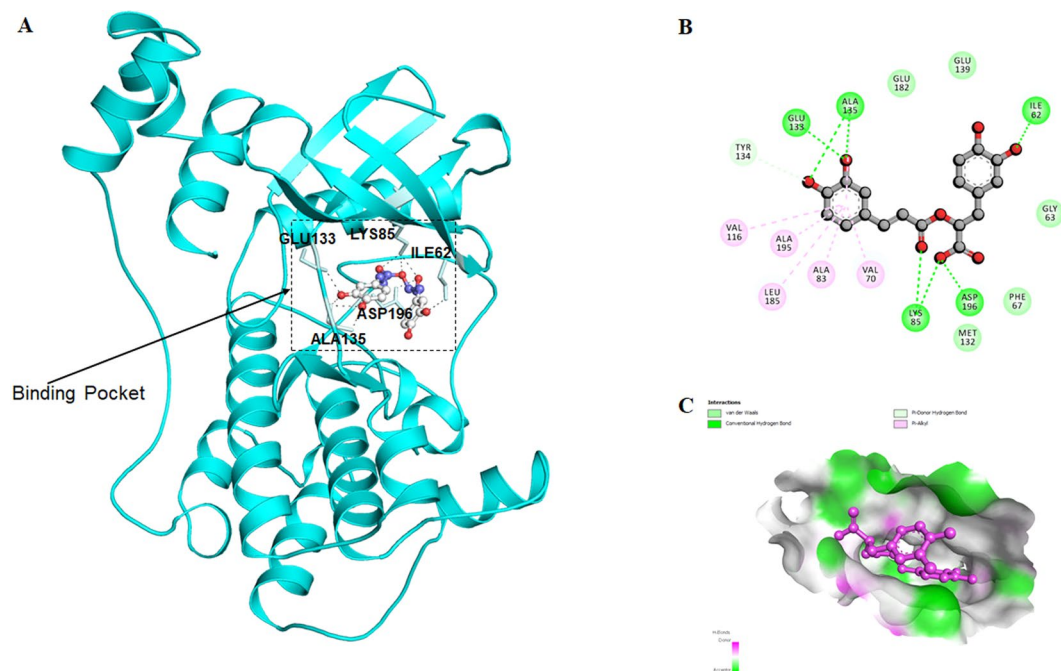 A
GLU133
LYS85
ILE62
ASP196
ALA135
Binding Pocket
B
GLU
139
GLU
182
ALA
135
GLU
133
ILE
62
TYR
134
GLY
63
VAL
116
ALA
195
ALA
83
VAL
70
LEU
185
LYS
85
ASP
196
PHE
67
MET
132
C
Interactions
van der Waals
Conventional Hydrogen Bond
Pi-Donor Hydrogen Bond
Pi-Alkyl
H-Bonds
Donor
Acceptor